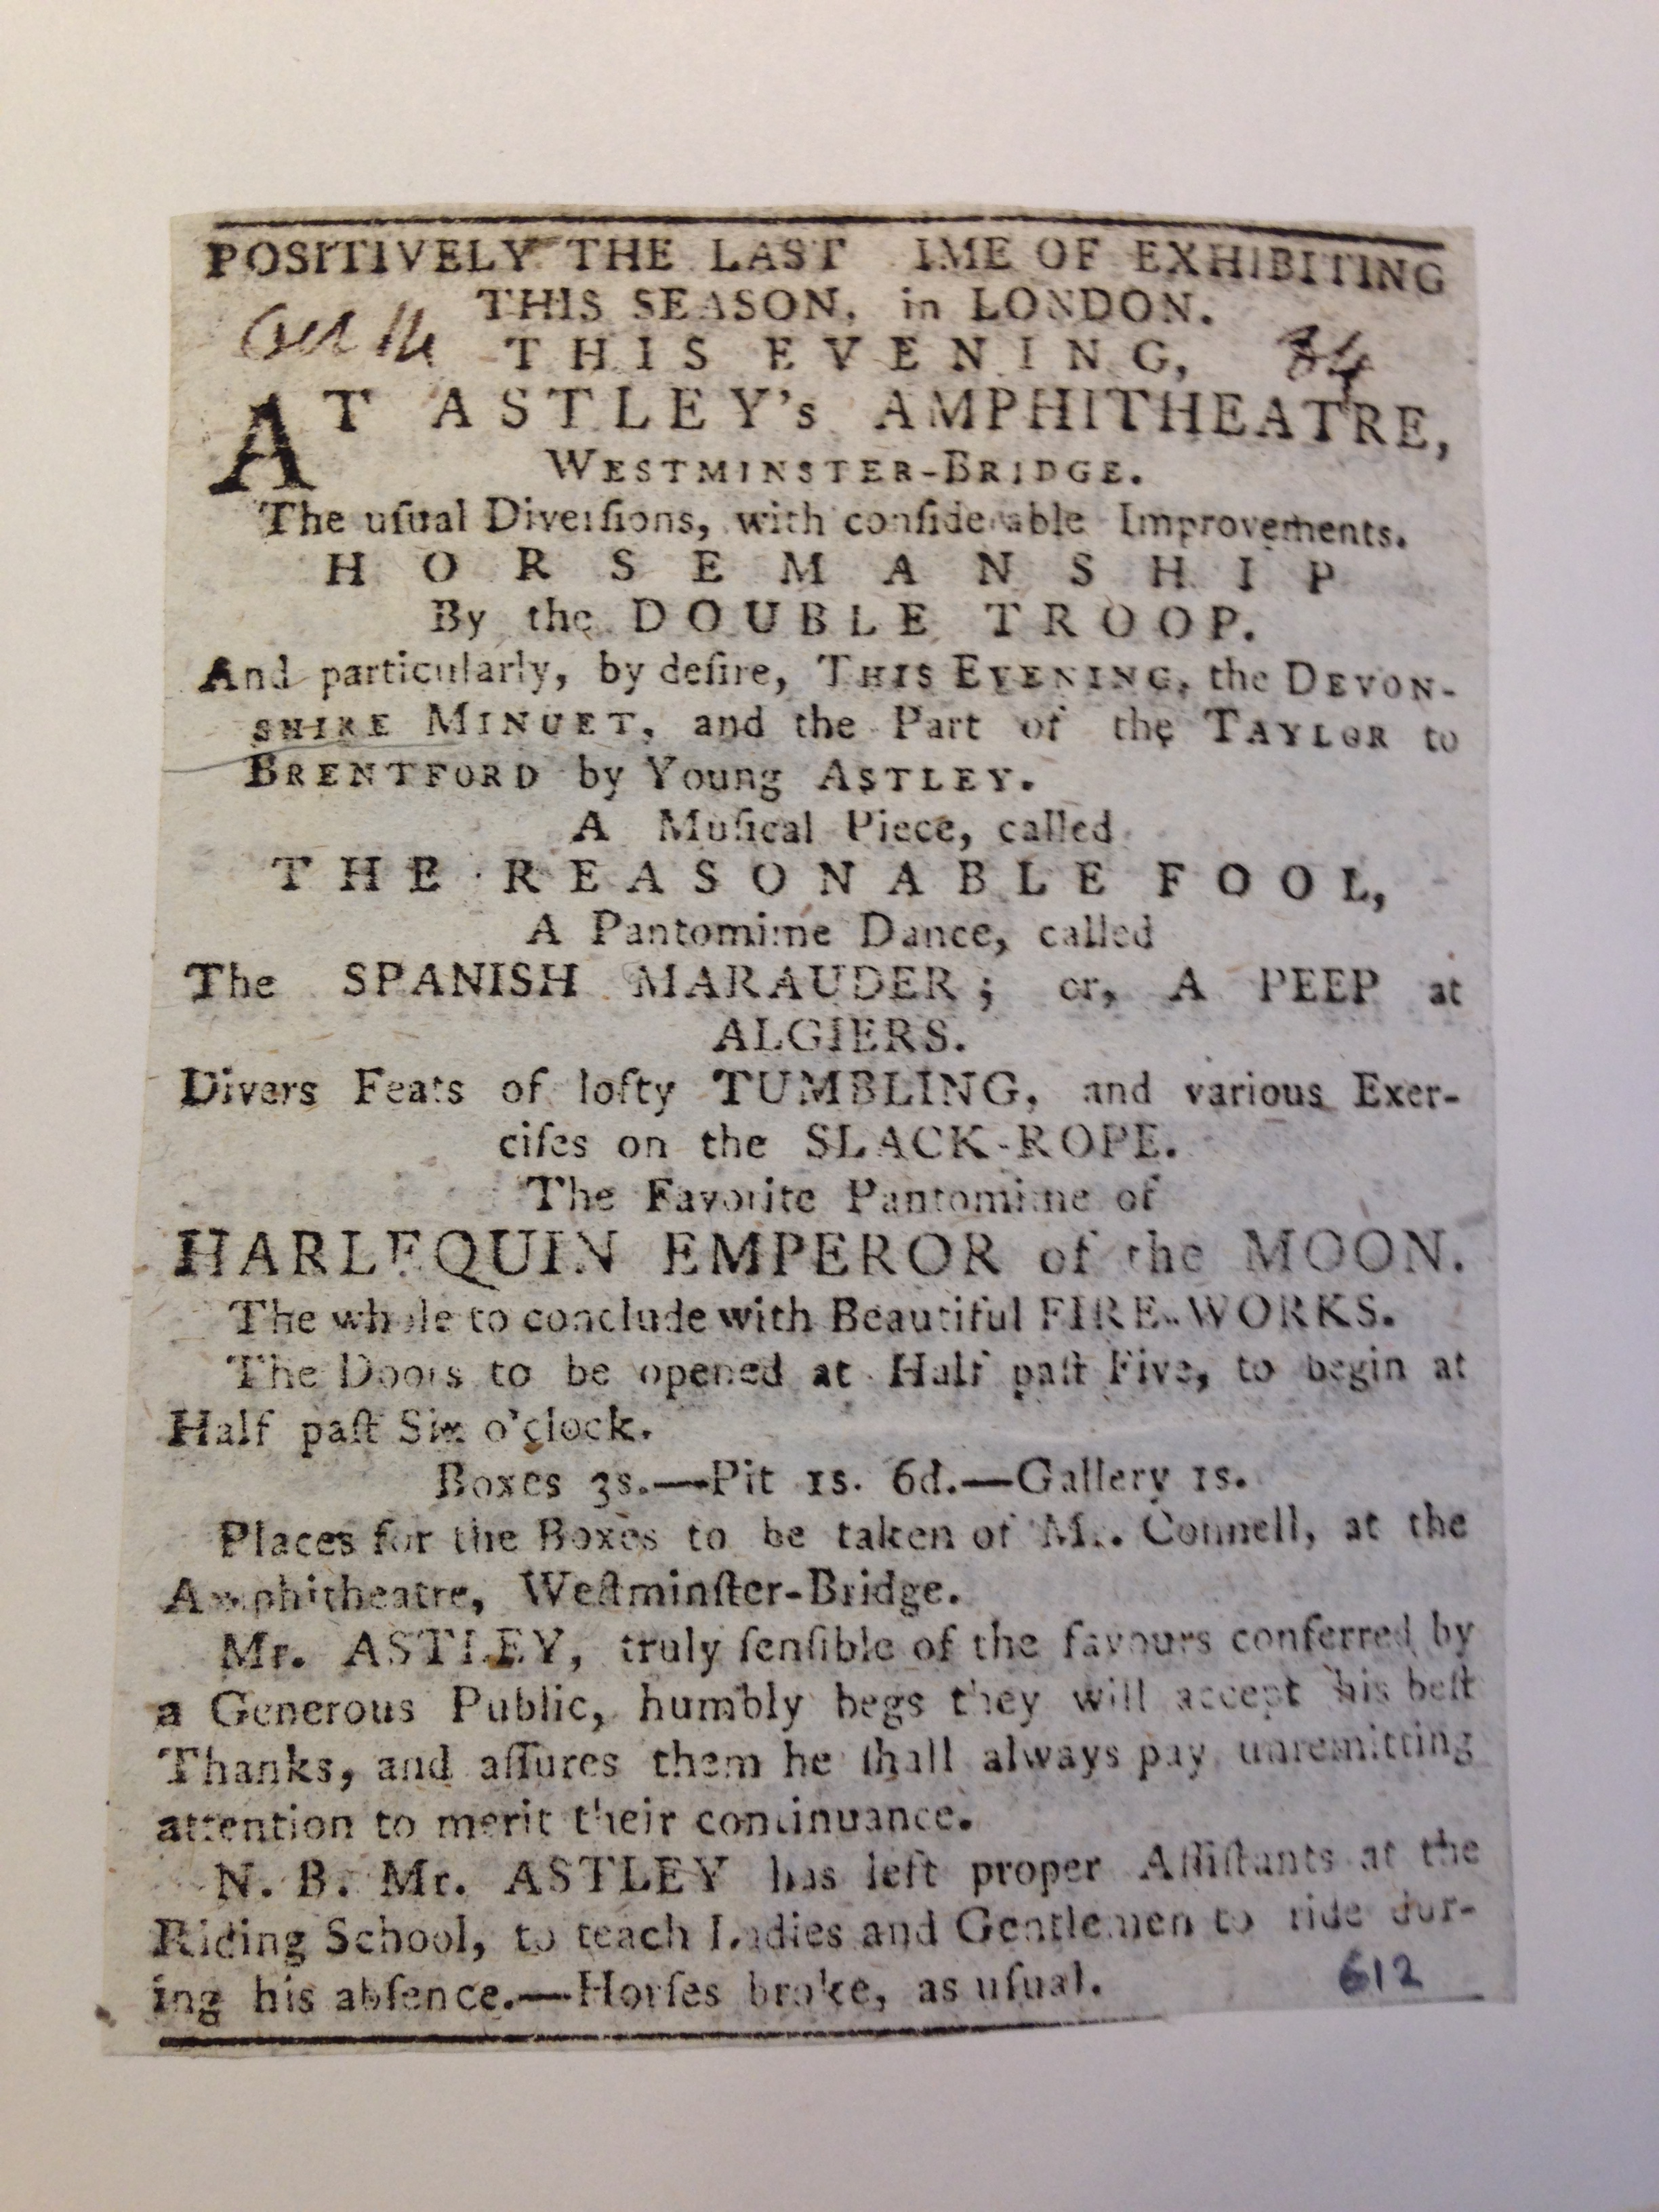 POSITIVELY THE LAST IME OF EXHIBITING
THIS SEASON, in LONDON.
THIS EVENING, 84
AT ASTLEY's AMPHITHEATRE,
WESTMINSTER-BRIDGE.
The uſual Diverſions, with conſiderable Improvements.
HORSEMANSHIP
By the DOUBLE TROOP.
And particularly, by deſire, THIS EVENING, the DEVON-
SHIRE MINUET, and the Part of the TAYLOR to
BRENTFORD by Young ASTLEY.
A Muſical Piece, called
THE REASONABLE FOOL,
A Pantomime Dance, called
The SPANISH MARAUDER; or, A PEEP at
ALGIERS.
Divers Feats of lofty TUMBLING, and various Exer-
ciſes on the SLACK-ROPE.
The Favorite Pantomime of
HARLEQUIN EMPEROR of the MOON.
The whole to conclude with Beautiful FIRE-WORKS.
The Doors to be opened at Half paſt Five, to begin at
Half paſt Six o'clock.
Boxes 3s.—Pit 1s. 6d.—Gallery 1s.
Places for the Boxes to be taken of Mr. Connell, at the
Amphitheatre, Weſtminſter-Bridge.
Mr. ASTLEY, truly ſenſible of the favours conferred by
a Generous Public, humbly begs they will accept his beſt
Thanks, and aſſures them he ſhall always pay unremitting
attention to merit their continuance.
N. B. Mr. ASTLEY has left proper Aſſiſtants at the
Riding School, to teach Ladies and Gentlemen to ride dur-
ing his abſence.—Horſes broke, as uſual. 612